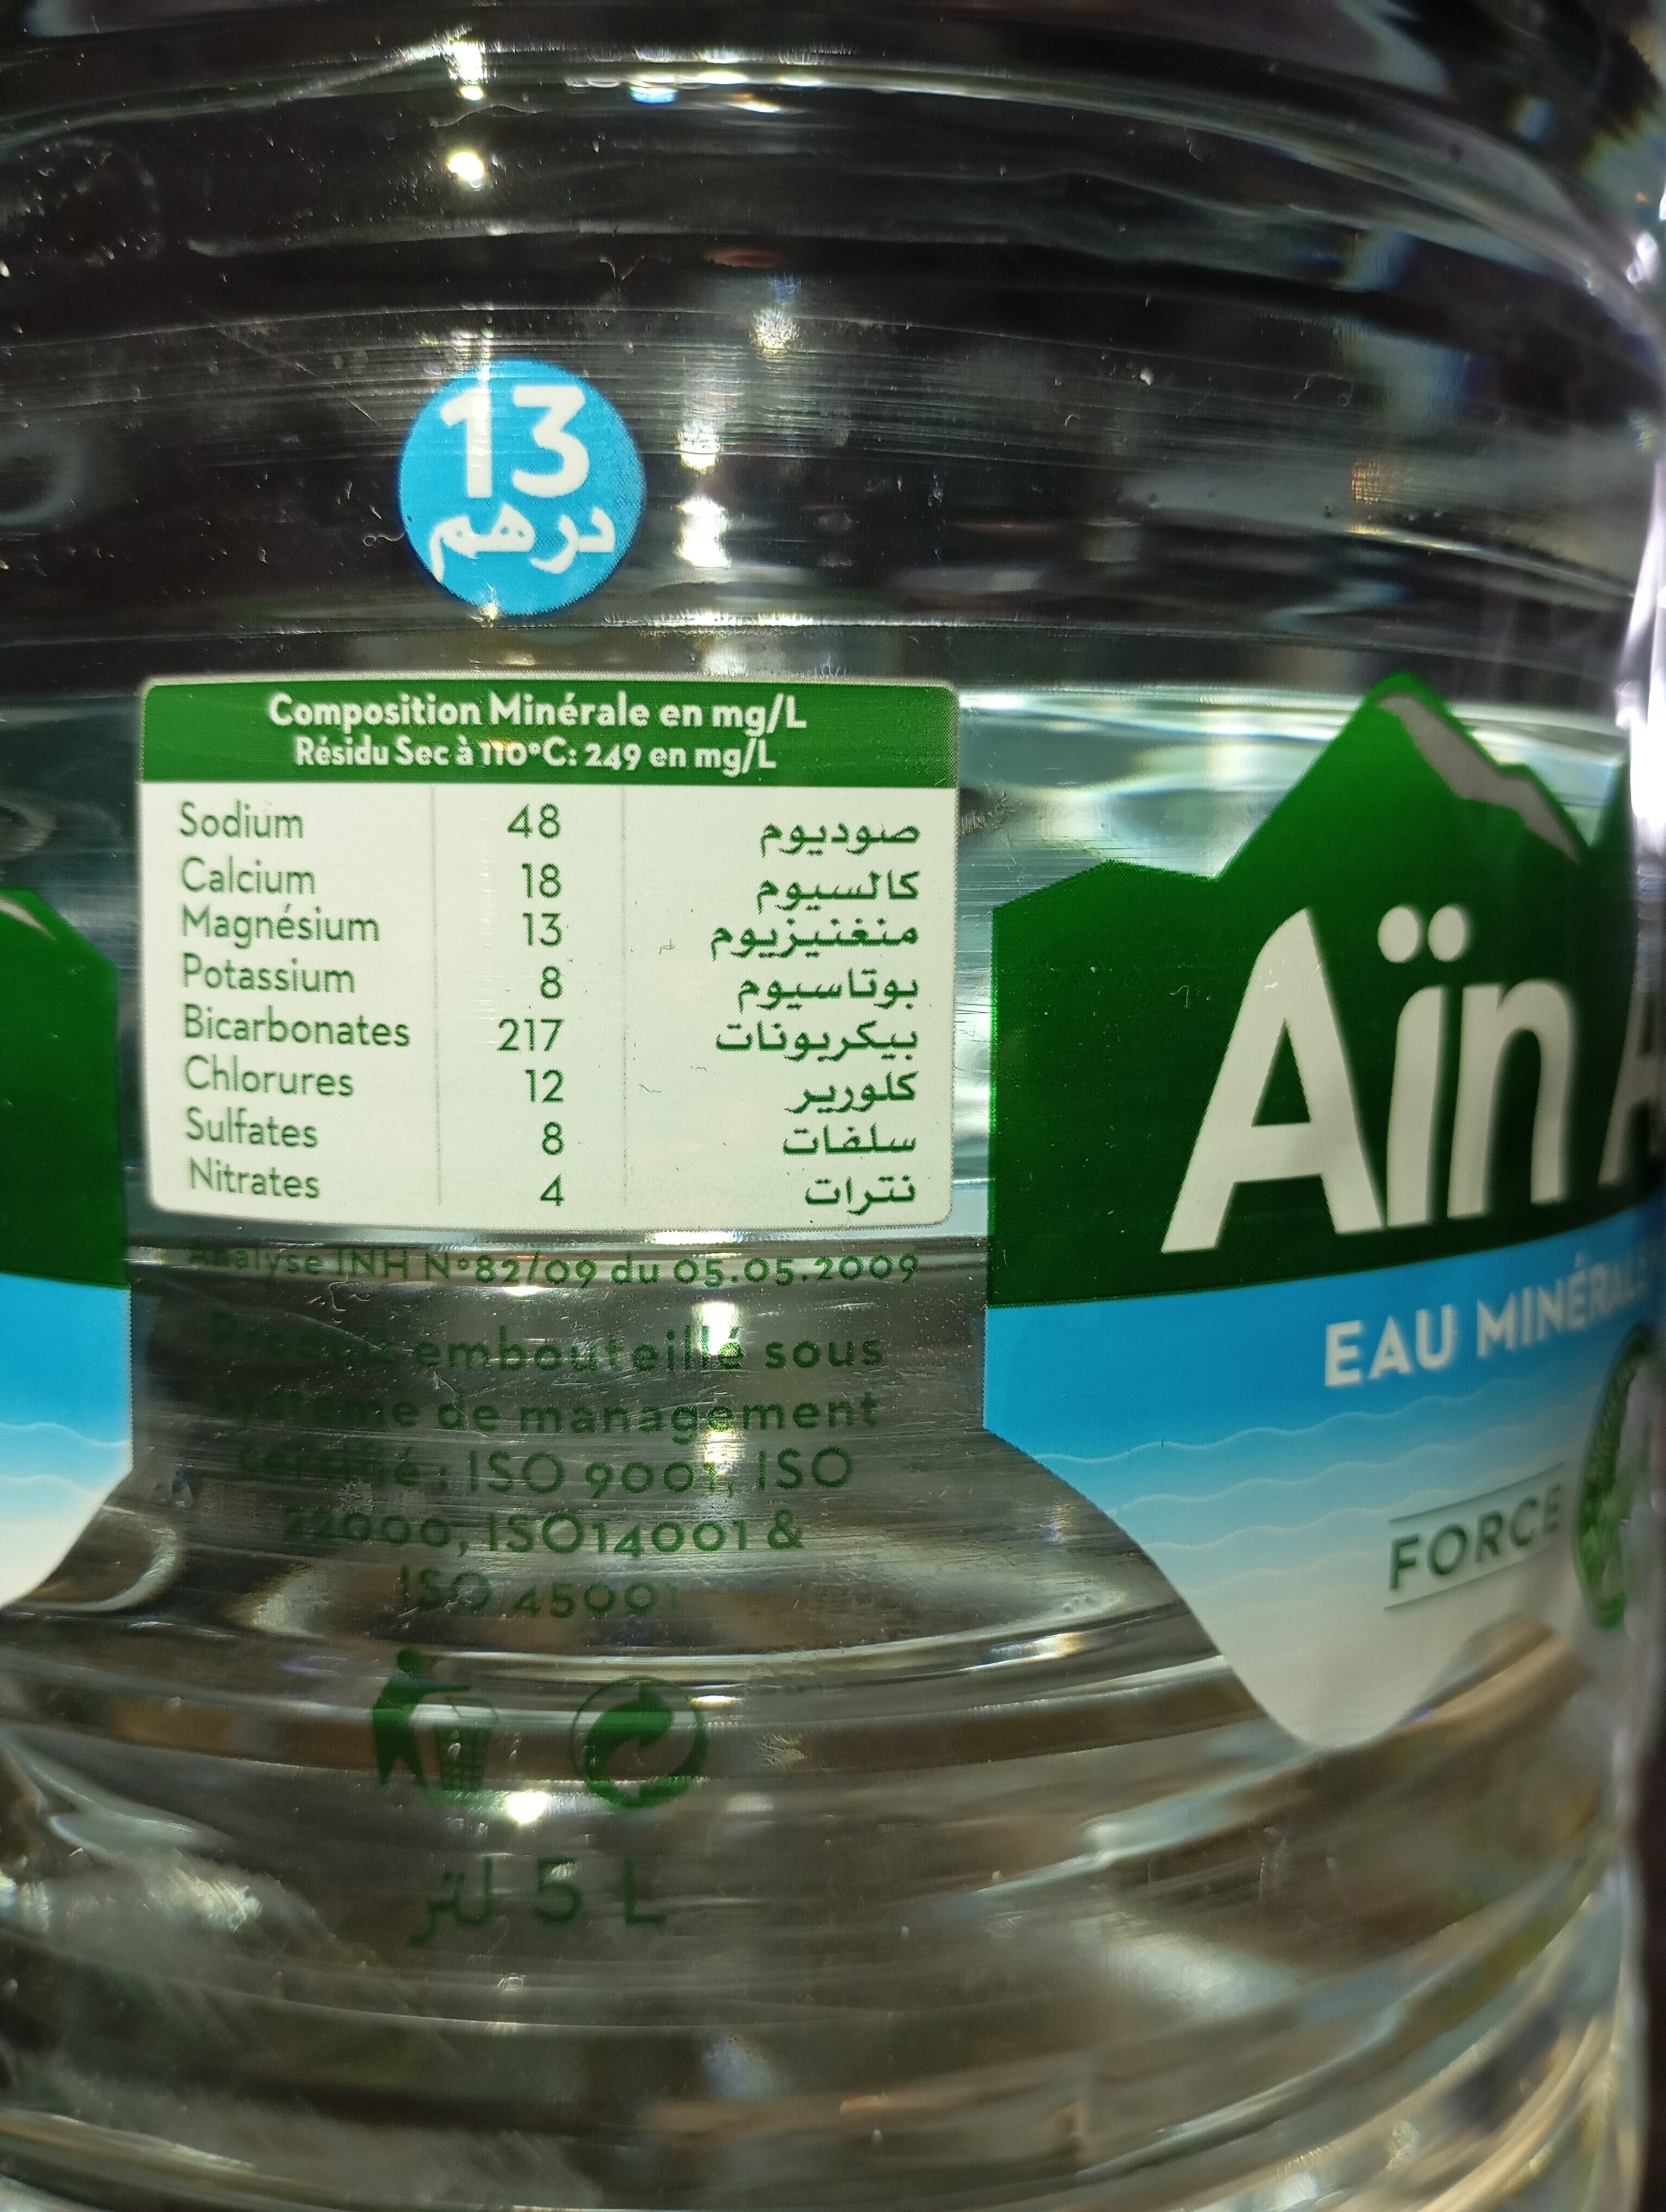 13
درهم
Composition Minérale en mg/L
Résidu Sec à 110°C: 249 en mg/L
Sodium 48 صوديوم
Calcium 18 كالسيوم
Magnésium 13 منغنيزيوم
Potassium 8 بوتاسيوم
Bicarbonates 217 بيكربونات
Chlorures 12 كلورير
Sulfates 8 سلفات
Nitrates 4 نترات
Analyse INH N°82/09 du 05.05.2009
Produit embouteillé sous
système de management
certifié : ISO 9001, ISO
22000, ISO14001 &
ISO 45001
لتر 5 L
Aïn
EAU MINÉRALE
FORCE